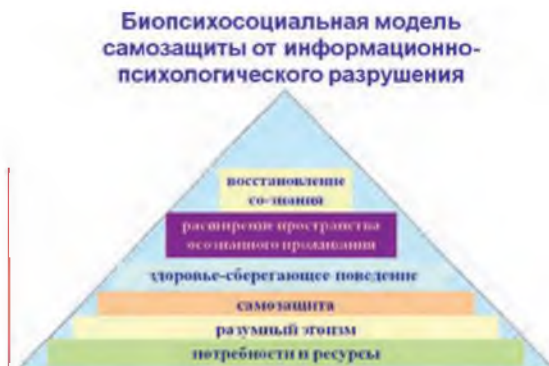 Биопсихосоциальная модель
самозащиты от информационно-
психологического разрушения
восстановление
со-знания
расширение пространства
осознанного проживания
здоровье-сберегающее поведение
самозащита
разумный эгоизм
потребности и ресурсы